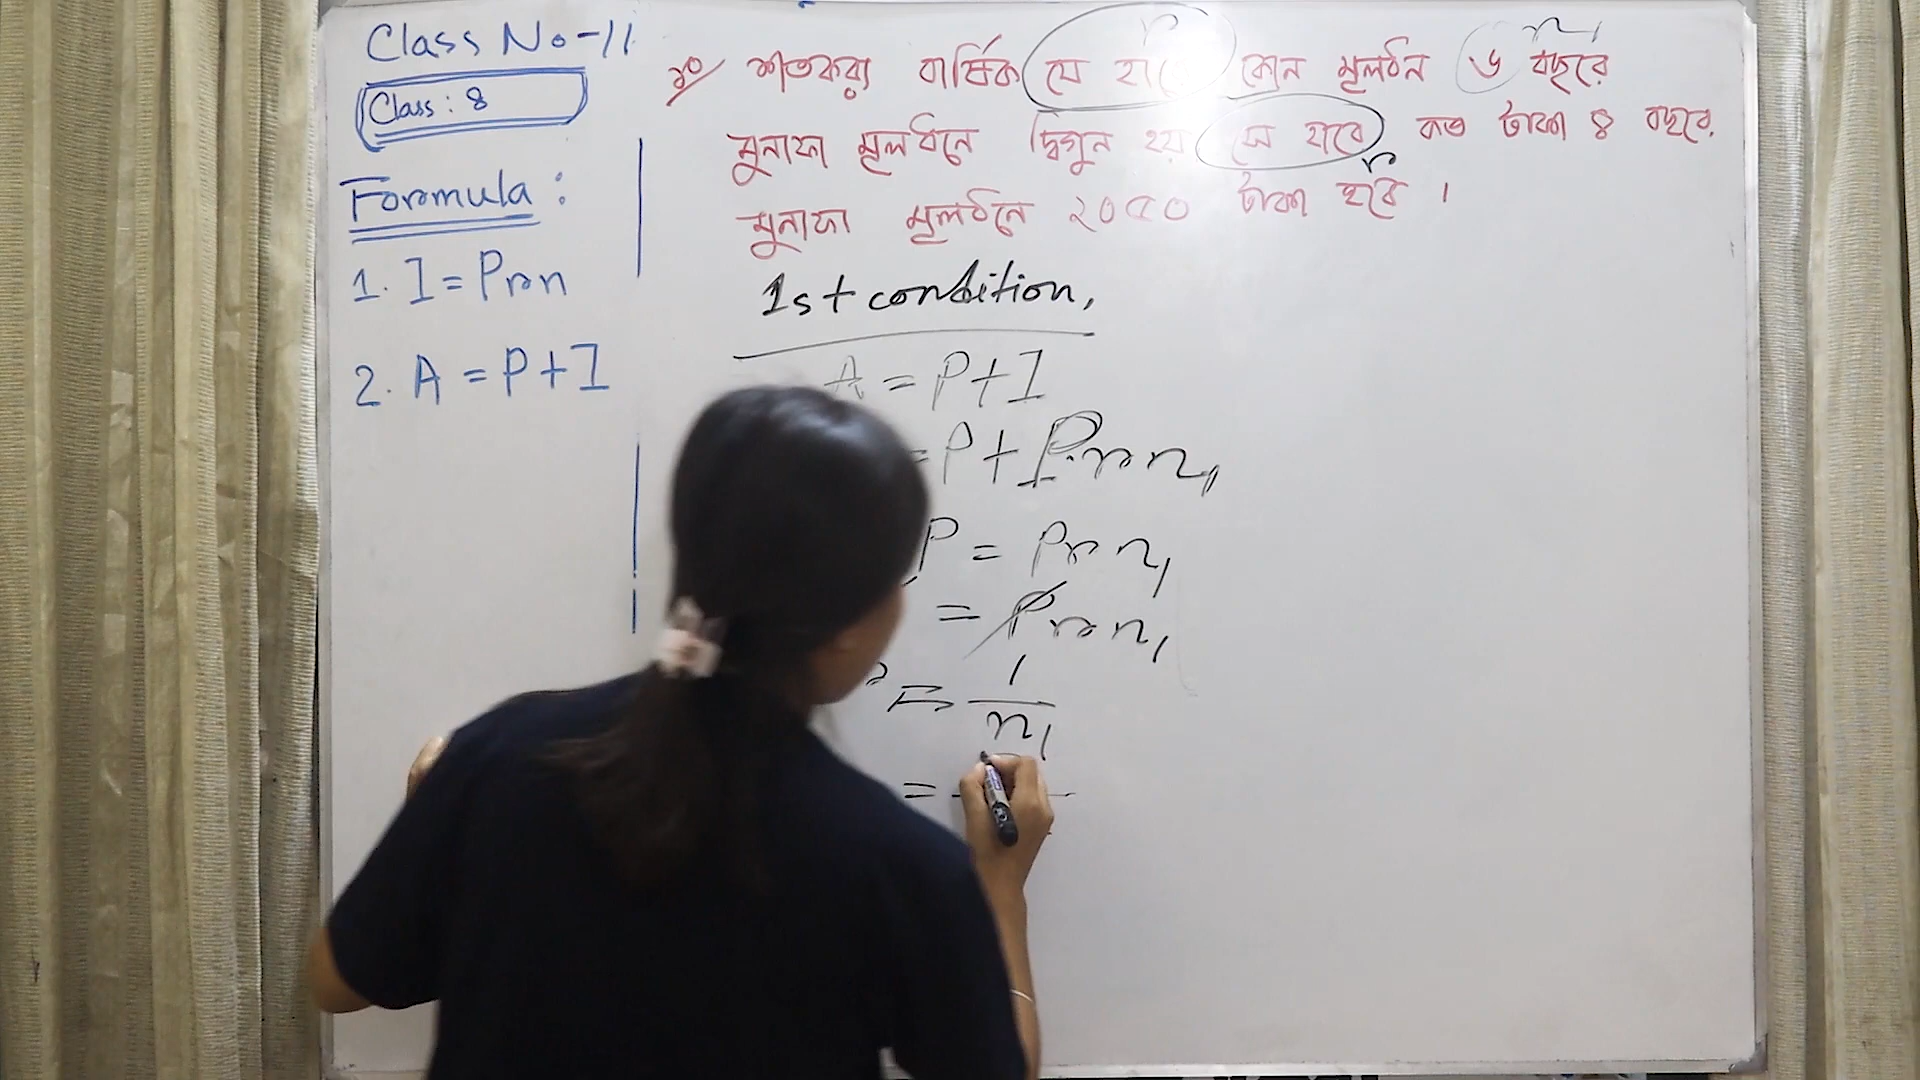 Class No-11
Class: 8
Formula:
1. I = Prn
2. A = P+I
১০/ শতকরা বার্ষিক যে হারে কোন মূলধন ৬ বছরে
r n₁
মুনাফা মূলধনে দ্বিগুন হয় সে হারে কত টাকা ৪ বছরে
r
মুনাফা মূলধনে ২০৫০ টাকা হবে ।
1st condition,
A = P+I
= P+Prn₁
P = Prn₁
= Prn₁
= 1/n₁
=